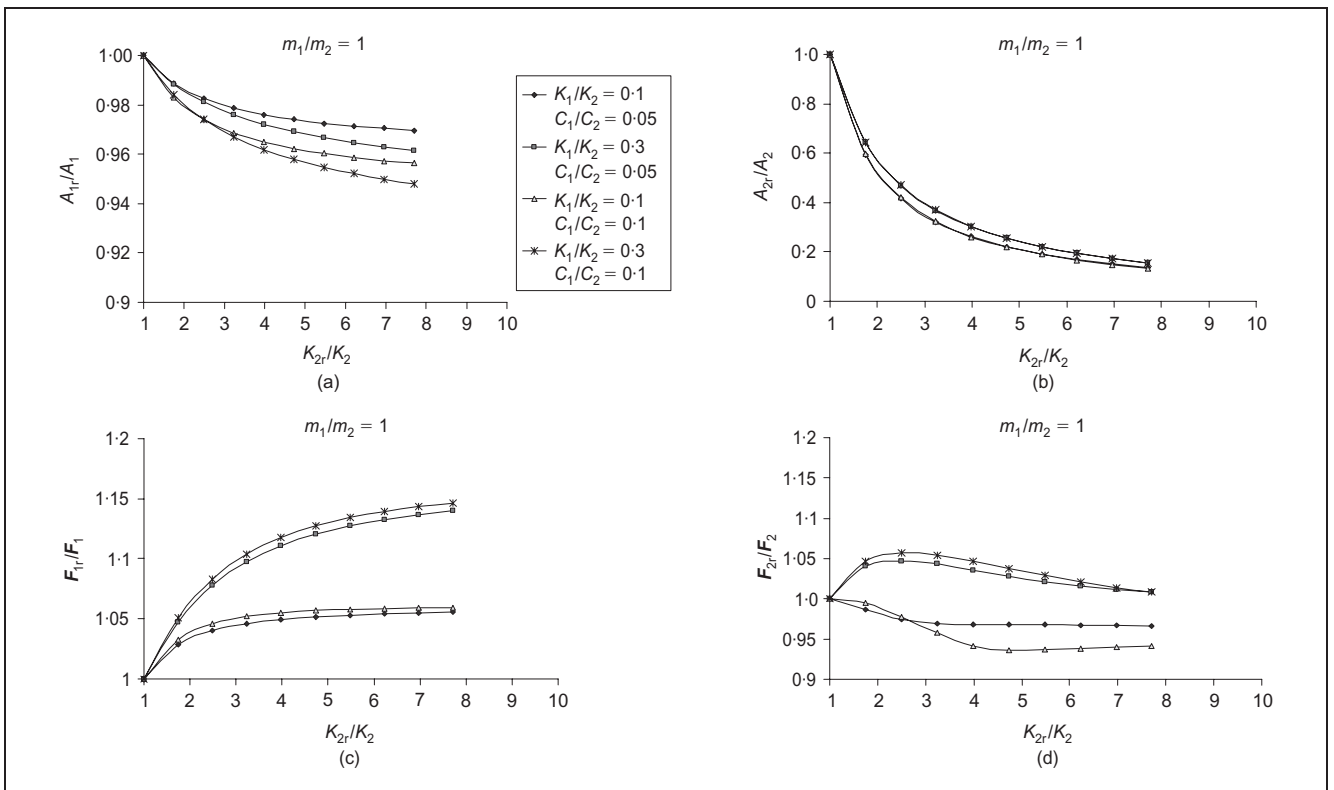 m1/m2 = 1
1·00
0·98
0·96
0·94
0·92
0·9
A1r/A1
1 2 3 4 5 6 7 8 9 10
K2r/K2
(a)
K1/K2 = 0·1
C1/C2 = 0·05
K1/K2 = 0·3
C1/C2 = 0·05
K1/K2 = 0·1
C1/C2 = 0·1
K1/K2 = 0·3
C1/C2 = 0·1
m1/m2 = 1
1·0
0·8
0·6
0·4
0·2
0
A2r/A2
1 2 3 4 5 6 7 8 9 10
K2r/K2
(b)
m1/m2 = 1
1·2
1·15
1·1
1·05
1
F1r/F1
1 2 3 4 5 6 7 8 9 10
K2r/K2
(c)
m1/m2 = 1
1·2
1·15
1·1
1·05
1·0
0·95
0·9
F2r/F2
1 2 3 4 5 6 7 8 9 10
K2r/K2
(d)